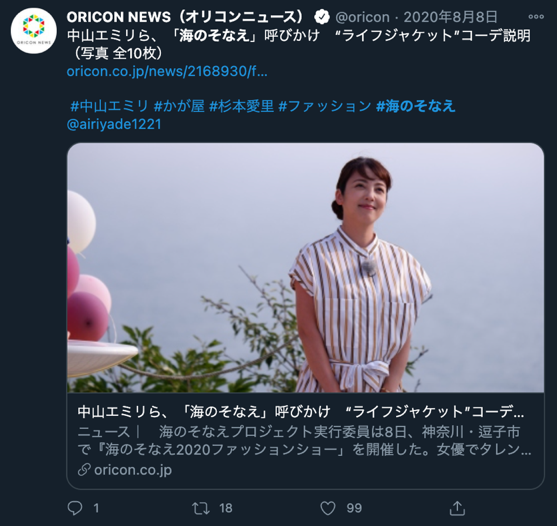 ORICON NEWS（オリコンニュース） @oricon · 2020年8月8日
中山エミリら、「海のそなえ」呼びかけ　“ライフジャケット”コーデ説明
（写真 全10枚）
oricon.co.jp/news/2168930/f...
#中山エミリ #かが屋 #杉本愛里 #ファッション #海のそなえ
@airiyade1221
中山エミリら、「海のそなえ」呼びかけ　“ライフジャケット”コーデ...
ニュース｜　海のそなえプロジェクト実行委員は8日、神奈川・逗子市
で『海のそなえ2020ファッションショー』を開催した。女優でタレン...
oricon.co.jp
1 18 99